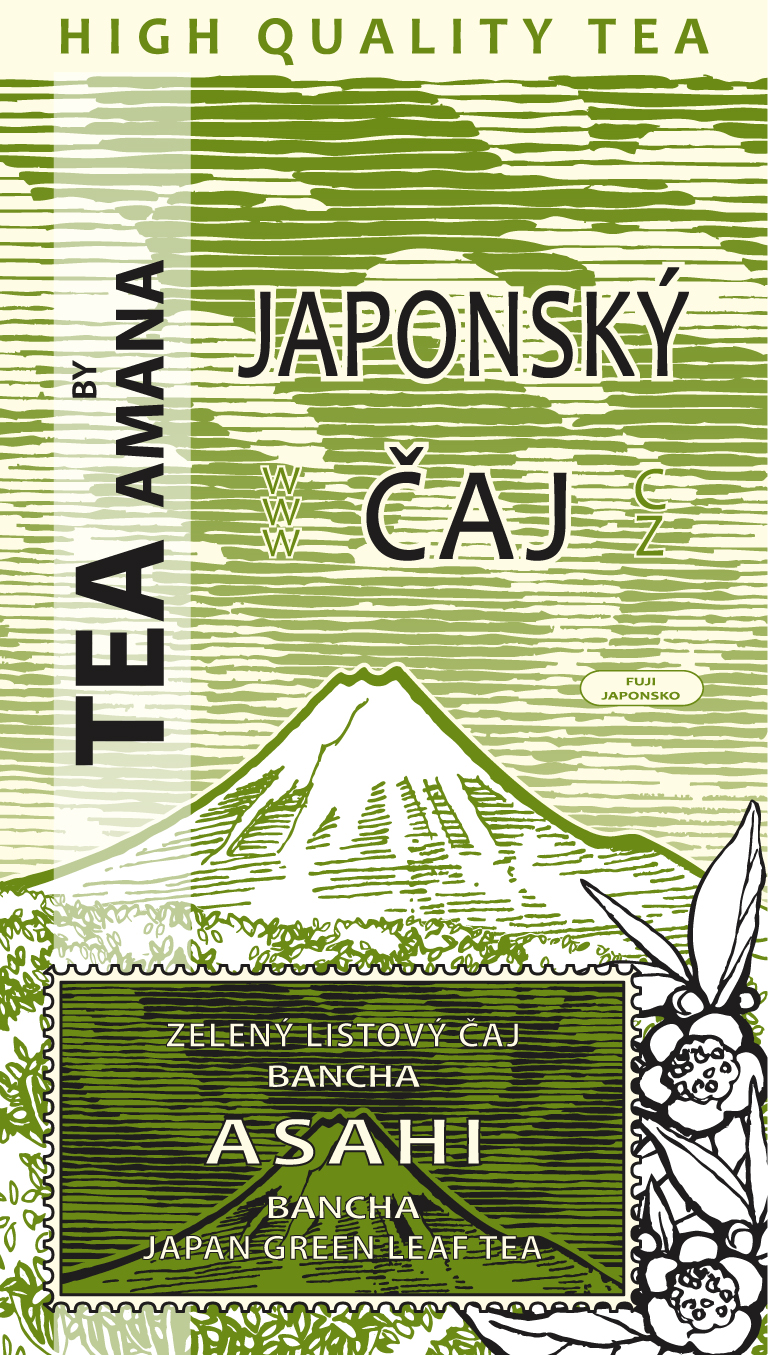 HIGH QUALITY TEA
TEA BY AMANA
JAPONSKÝ
WWW ČAJ CZ
FUJI
JAPONSKO
ZELENÝ LISTOVÝ ČAJ
BANCHA
ASAHI
BANCHA
JAPAN GREEN LEAF TEA